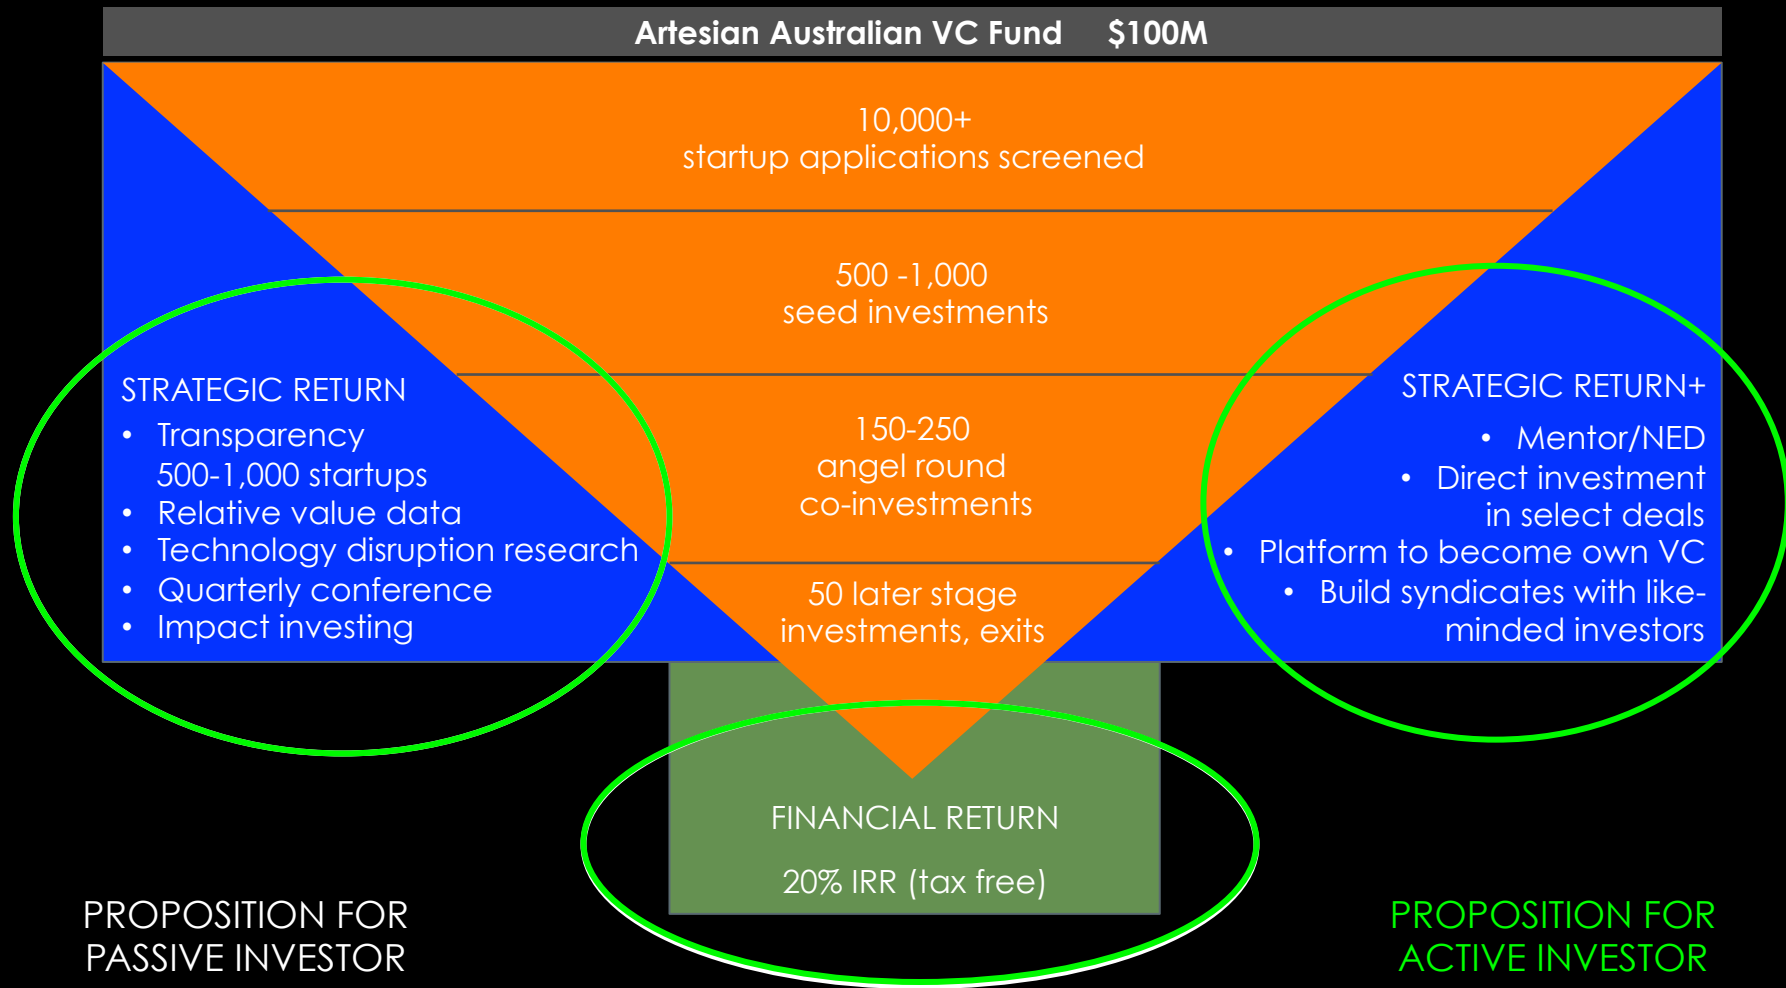 Artesian Australian VC Fund $100M
10,000+
startup applications screened
500 -1,000
seed investments
150-250
angel round
co-investments
50 later stage
investments, exits
STRATEGIC RETURN
• Transparency
500-1,000 startups
• Relative value data
• Technology disruption research
• Quarterly conference
• Impact investing
STRATEGIC RETURN+
• Mentor/NED
• Direct investment
in select deals
• Platform to become own VC
• Build syndicates with like-
minded investors
FINANCIAL RETURN
20% IRR (tax free)
PROPOSITION FOR
PASSIVE INVESTOR
PROPOSITION FOR
ACTIVE INVESTOR